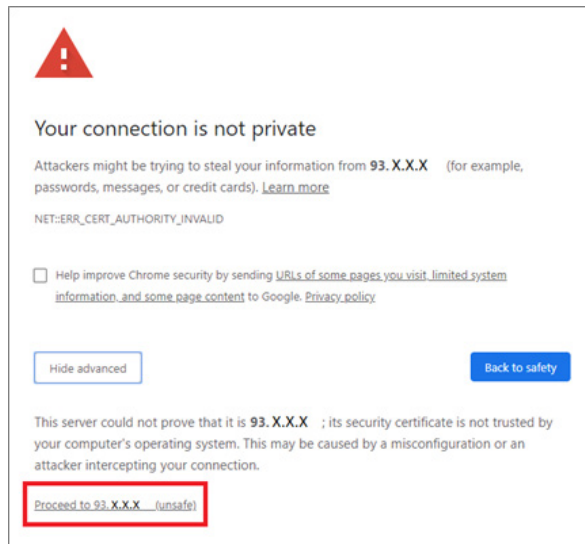 Your connection is not private
Attackers might be trying to steal your information from 93.X.X.X (for example,
passwords, messages, or credit cards). Learn more
NET::ERR_CERT_AUTHORITY_INVALID
Help improve Chrome security by sending URLs of some pages you visit, limited system
information, and some page content to Google. Privacy policy
Hide advanced
Back to safety
This server could not prove that it is 93.X.X.X ; its security certificate is not trusted by
your computer's operating system. This may be caused by a misconfiguration or an
attacker intercepting your connection.
Proceed to 93.X.X.X (unsafe)